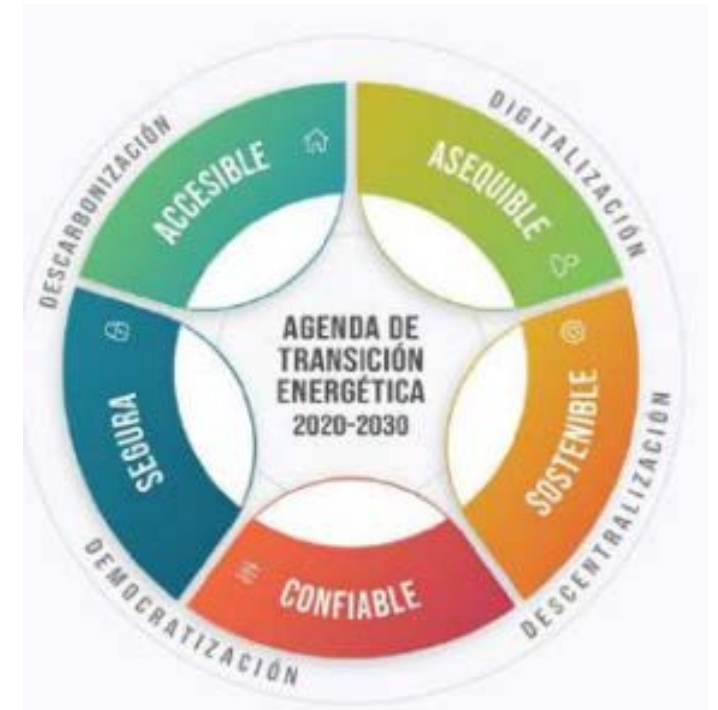 DESCARBONIZACIÓN
DIGITALIZACIÓN
ACCESIBLE
ASEQUIBLE
AGENDA DE
TRANSICIÓN
ENERGÉTICA
2020-2030
SEGURA
SOSTENIBLE
CONFIABLE
DEMOCRATIZACIÓN
DESCENTRALIZACIÓN